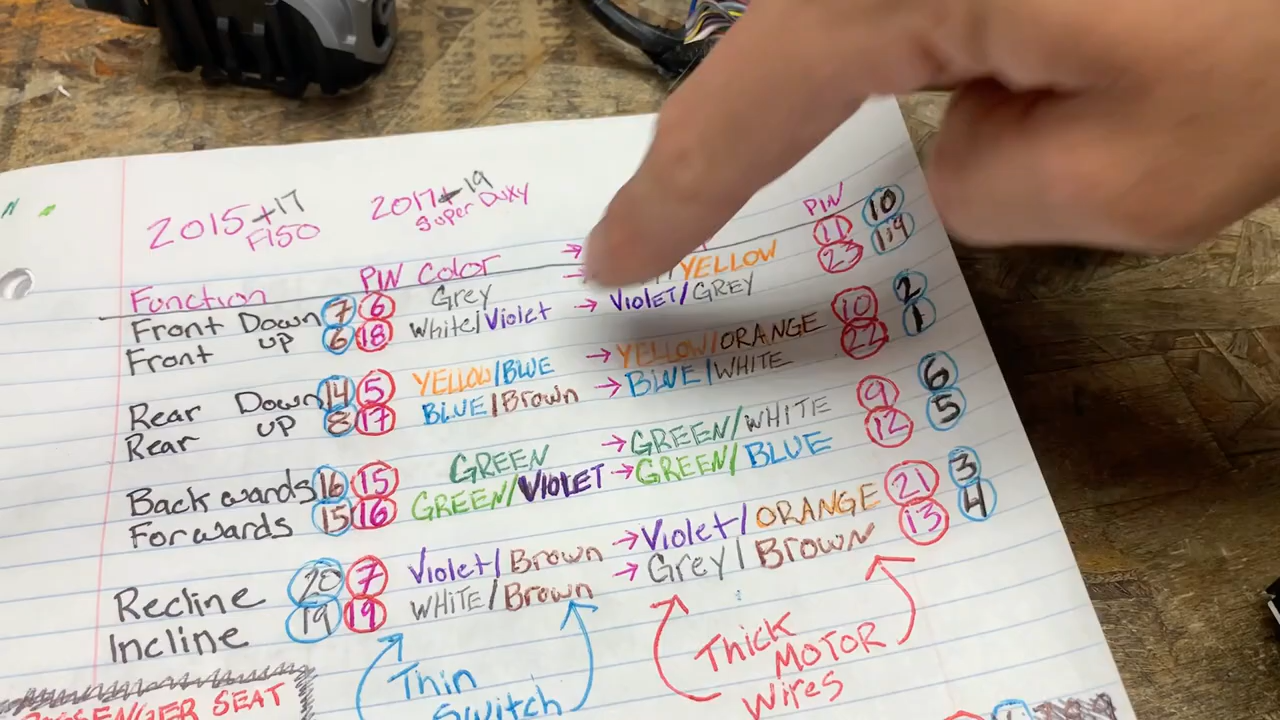 2015 + 17 F150 2017 + 19 Super Duty
PIN COLOR PIN 10
Function 11
Front Down 7 6 Grey → YELLOW 23 19
Front UP 6 18 White/Violet → VIOLET/GREY
Rear Down 14 5 YELLOW/BLUE → YELLOW/ORANGE 10 2
Rear UP 8 17 BLUE/Brown → BLUE/WHITE 22 1
Backwards 16 15 GREEN → GREEN/WHITE 9 6
Forwards 15 16 GREEN/VIOLET → GREEN/BLUE 12 5
Recline 20 7 Violet/Brown → Violet/ORANGE 21 3
Incline 19 19 WHITE/Brown → Grey/Brown 13 4
Thin Switch
Thick MOTOR Wires
SEAT